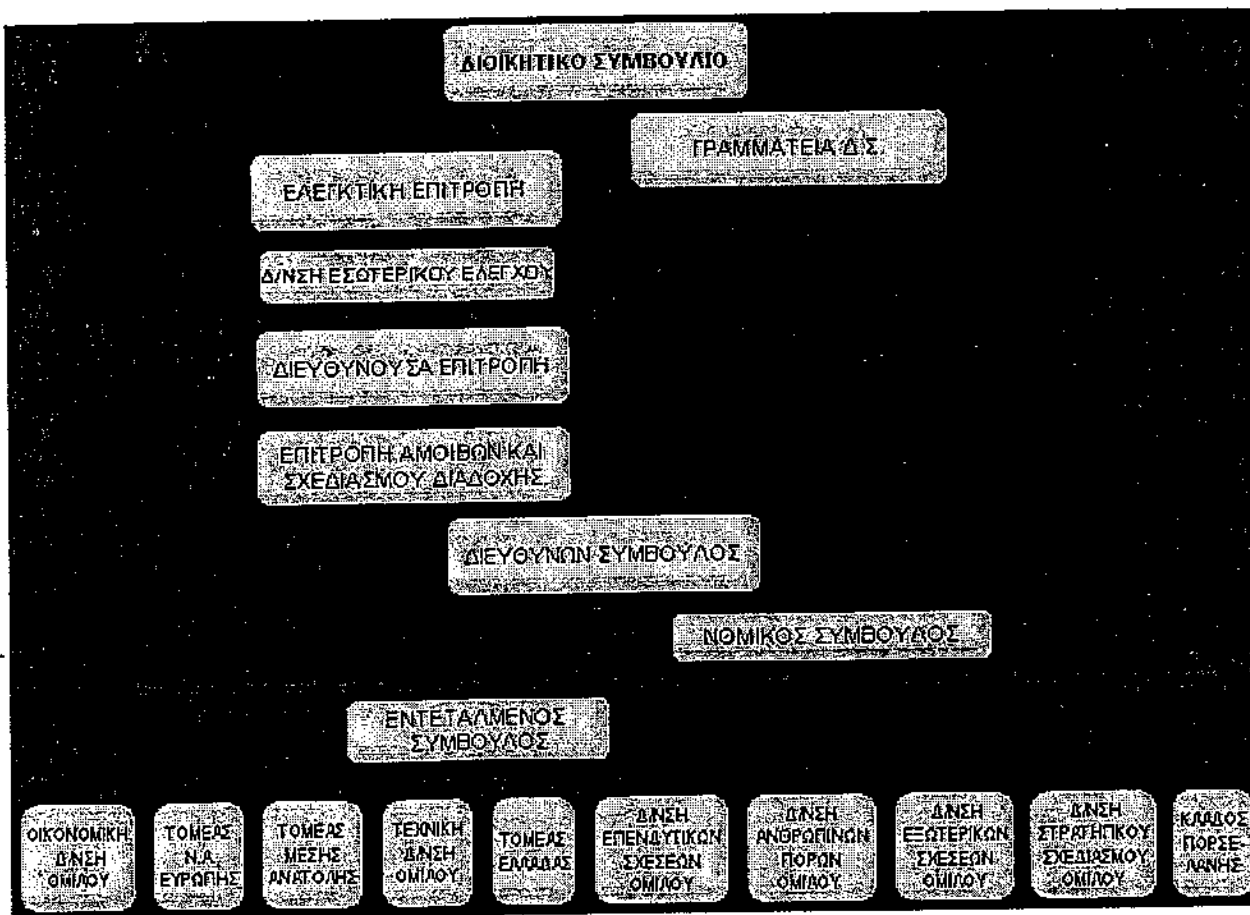 ΔΙΟΙΚΗΤΙΚΟ ΣΥΜΒΟΥΛΙΟ
ΓΡΑΜΜΑΤΕΙΑ Δ.Σ.
ΕΛΕΓΚΤΙΚΗ ΕΠΙΤΡΟΠΗ
Δ/ΝΣΗ ΕΣΩΤΕΡΙΚΟΥ ΕΛΕΓΧΟΥ
ΔΙΕΥΘΥΝΟΥΣΑ ΕΠΙΤΡΟΠΗ
ΕΠΙΤΡΟΠΗ ΑΜΟΙΒΩΝ ΚΑΙ
ΣΧΕΔΙΑΣΜΟΥ ΔΙΑΔΟΧΗΣ
ΔΙΕΥΘΥΝΩΝ ΣΥΜΒΟΥΛΟΣ
ΝΟΜΙΚΟΣ ΣΥΜΒΟΥΛΟΣ
ΕΝΤΕΤΑΛΜΕΝΟΣ
ΣΥΜΒΟΥΛΟΣ
ΟΙΚΟΝΟΜΙΚΗ
Δ/ΝΣΗ
ΟΜΙΛΟΥ
ΤΟΜΕΑΣ
Ν.Α.
ΕΥΡΩΠΗΣ
ΤΟΜΕΑΣ
ΜΕΣΗΣ
ΑΝΑΤΟΛΗΣ
ΤΕΧΝΙΚΗ
Δ/ΝΣΗ
ΟΜΙΛΟΥ
ΤΟΜΕΑΣ
ΕΛΛΑΔΑΣ
Δ/ΝΣΗ
ΕΠΕΝΔΥΤΙΚΩΝ
ΣΧΕΣΕΩΝ
ΟΜΙΛΟΥ
Δ/ΝΣΗ
ΑΝΘΡΩΠΙΝΩΝ
ΠΟΡΩΝ
ΟΜΙΛΟΥ
Δ/ΝΣΗ
ΕΞΩΤΕΡΙΚΩΝ
ΣΧΕΣΕΩΝ
ΟΜΙΛΟΥ
Δ/ΝΣΗ
ΣΤΡΑΤΗΓΙΚΟΥ
ΣΧΕΔΙΑΣΜΟΥ
ΟΜΙΛΟΥ
ΚΛΑΔΟΣ
ΠΟΡΣΕ-
ΛΑΝΗΣ